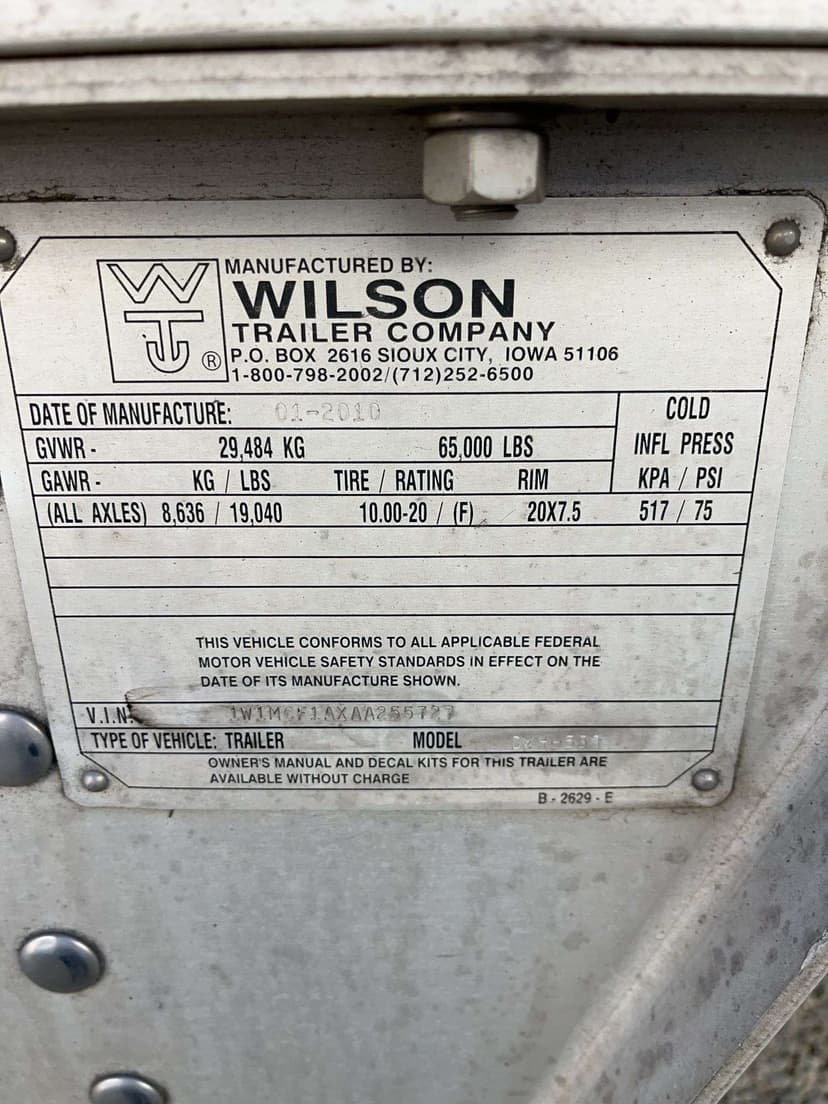 WTJ ®
MANUFACTURED BY:
WILSON
TRAILER COMPANY
P.O. BOX 2616 SIOUX CITY, IOWA 51106
1-800-798-2002/(712)252-6500
DATE OF MANUFACTURE: 01-2010
COLD
INFL PRESS
KPA / PSI
GVWR - 29,484 KG 65,000 LBS
GAWR - KG / LBS TIRE / RATING RIM
(ALL AXLES) 8,636 / 19,040 10.00-20 / (F) 20X7.5 517 / 75
THIS VEHICLE CONFORMS TO ALL APPLICABLE FEDERAL
MOTOR VEHICLE SAFETY STANDARDS IN EFFECT ON THE
DATE OF ITS MANUFACTURE SHOWN.
V.I.N. 1W1MCF1AXAA255727
TYPE OF VEHICLE: TRAILER MODEL
OWNER'S MANUAL AND DECAL KITS FOR THIS TRAILER ARE
AVAILABLE WITHOUT CHARGE
B - 2629 - E